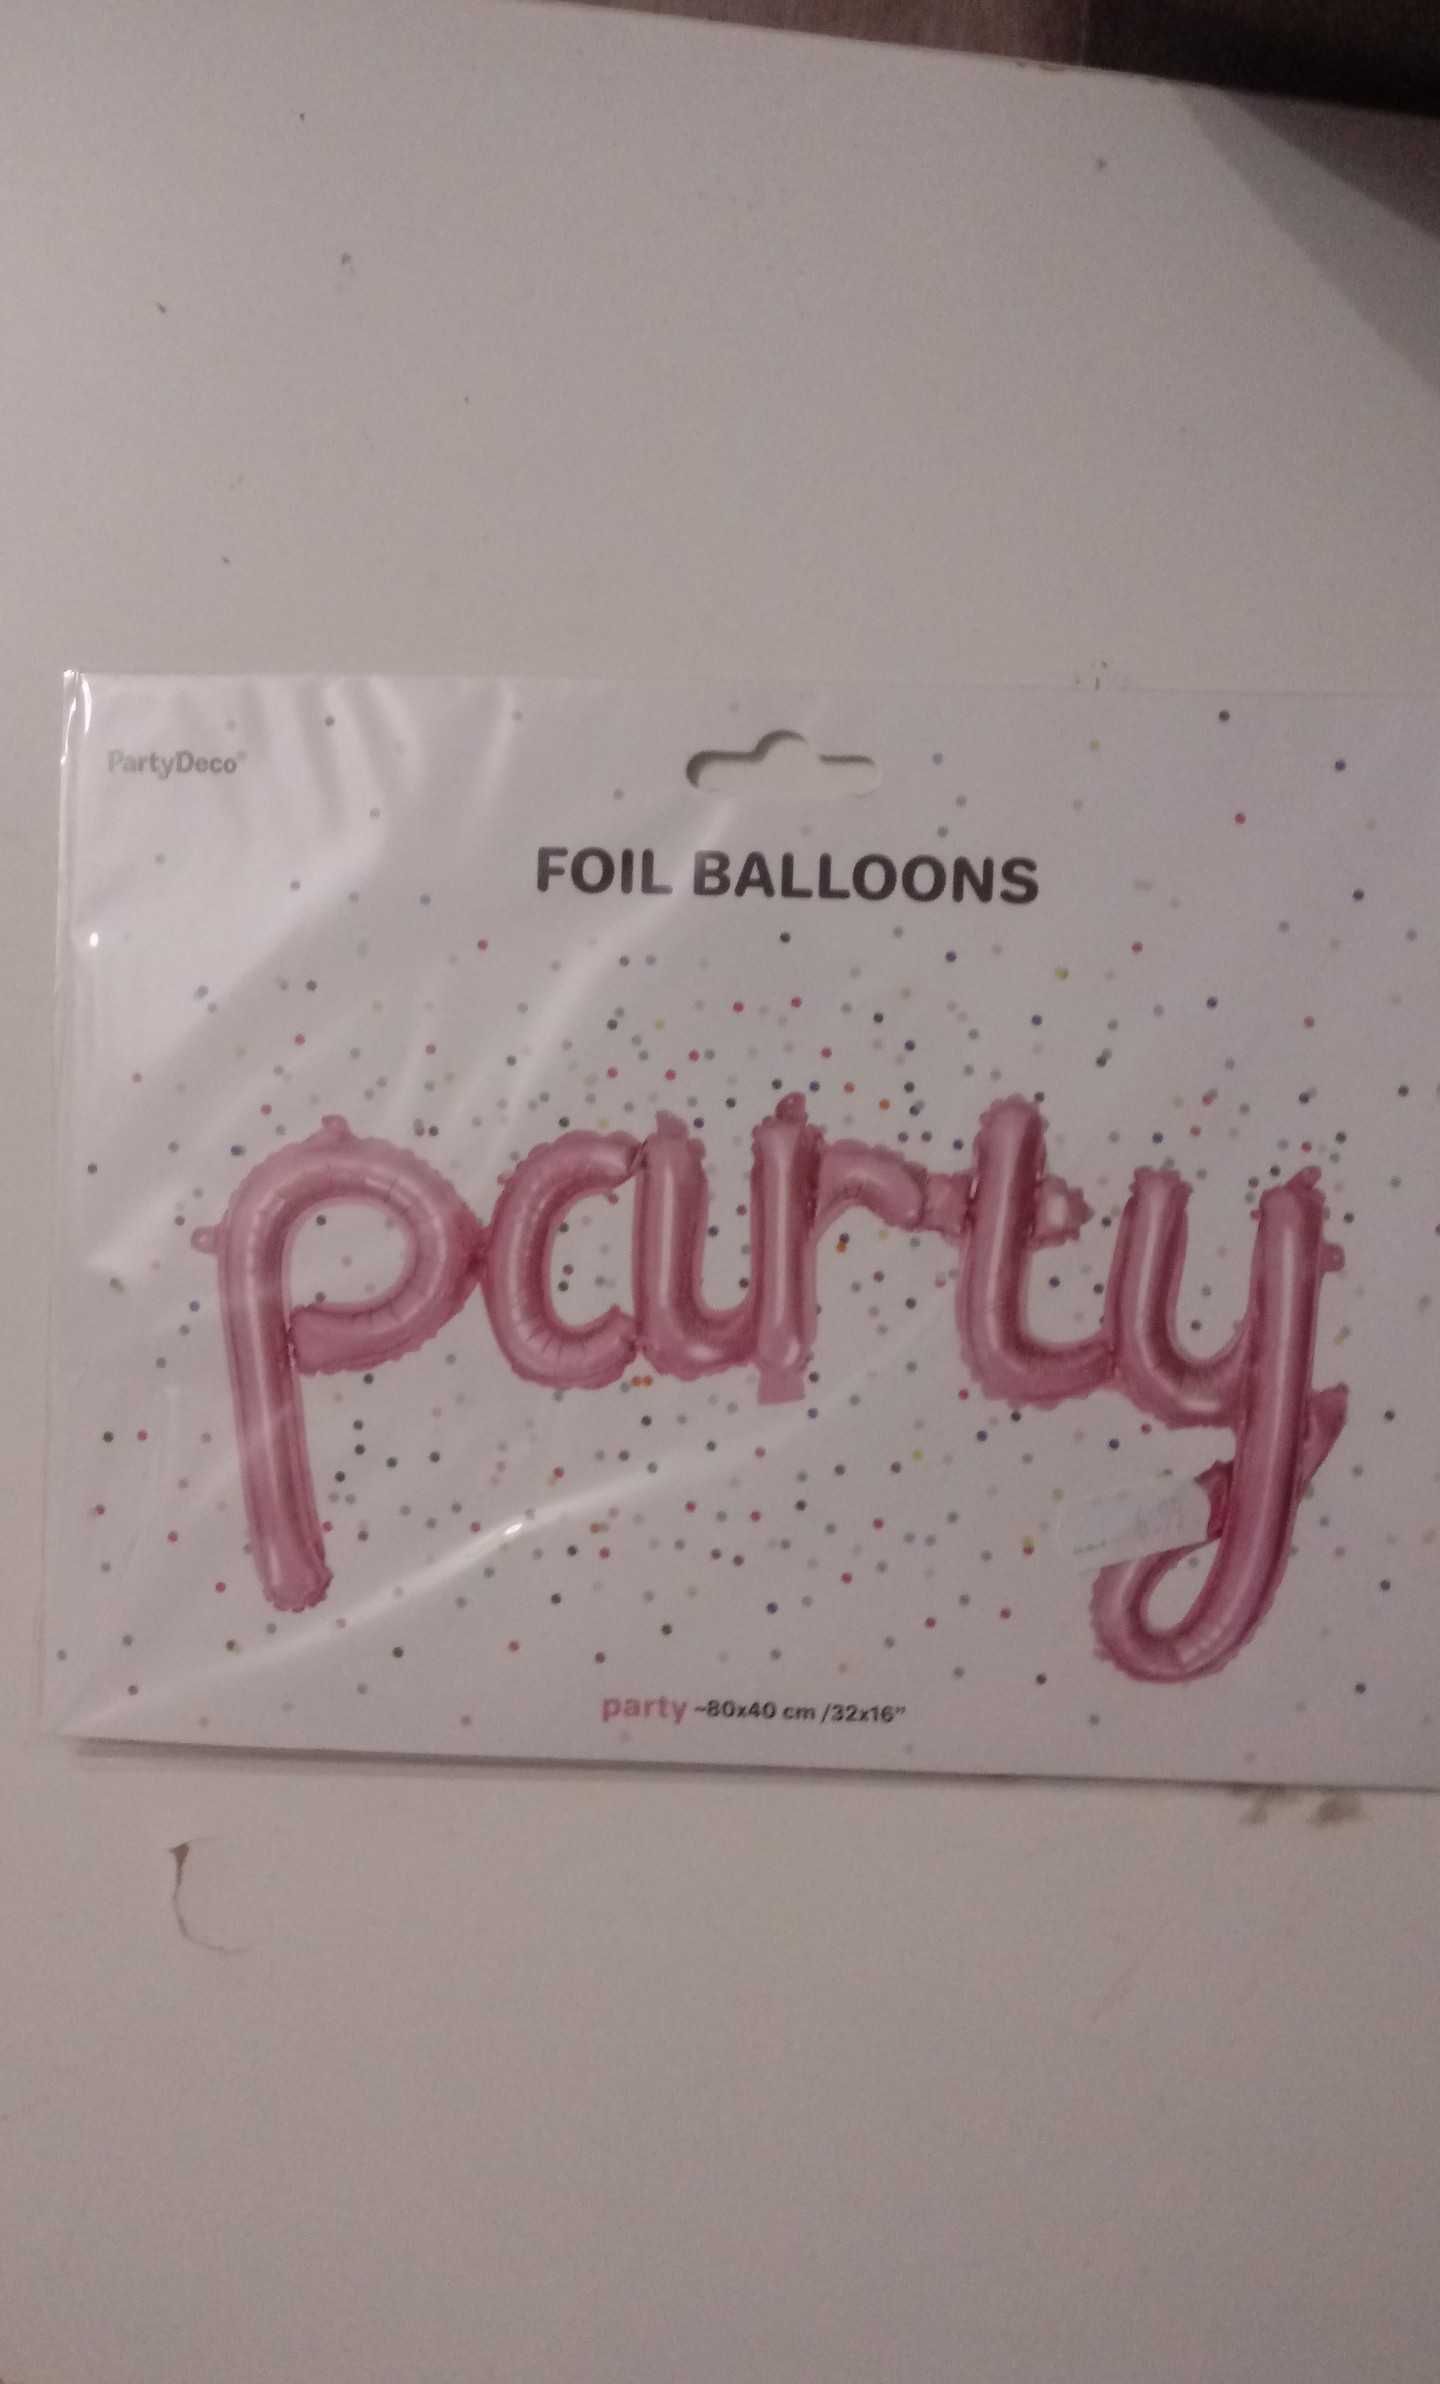 PartyDeco®
FOIL BALLOONS
party
party ~80x40 cm /32x16”